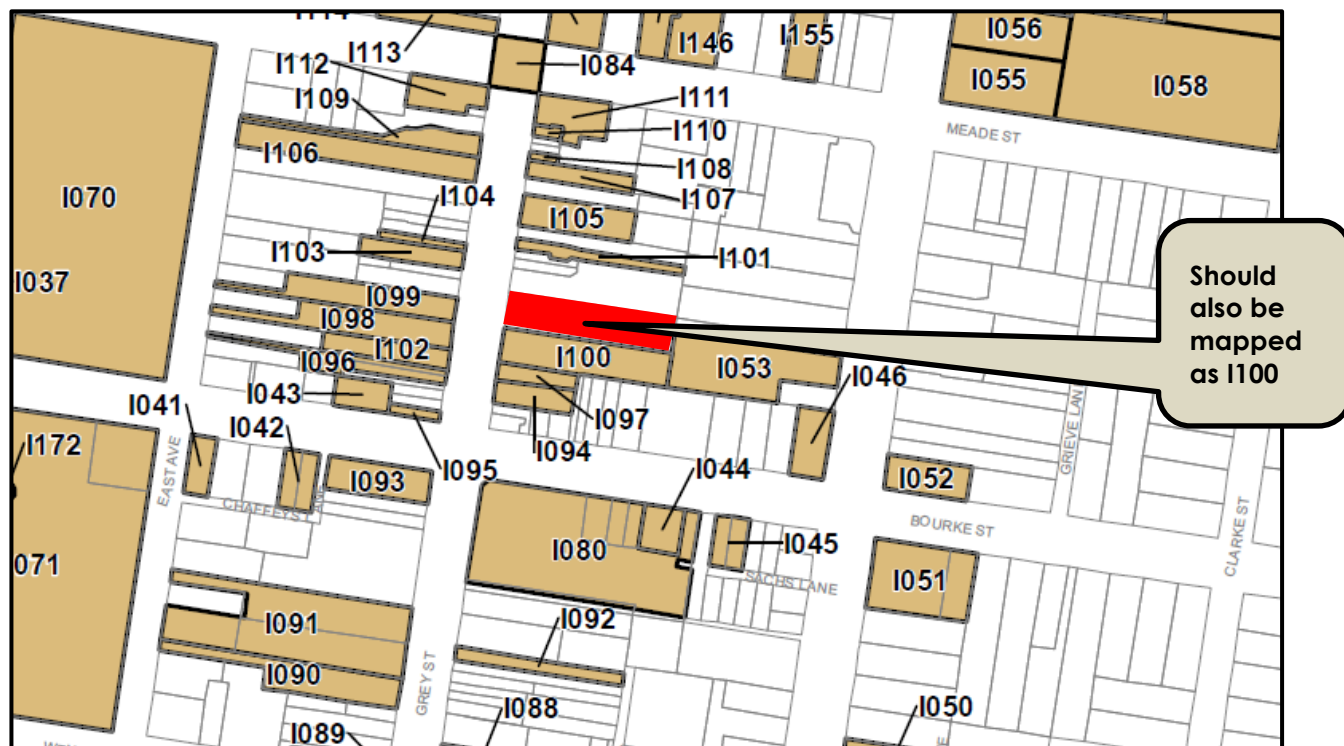 I113
I146
I155
I056
I112
I084
I055
I058
I109
I111
I110
MEADE ST
I106
I108
I107
I070
I104
I105
I103
I101
I037
I099
I098
I102
I096
I100
I053
I046
I043
I097
I041
I042
I094
I095
I172
I093
I044
I052
EAST AVE
GRIEVE LAN
BOURKE ST
CLARKE ST
I080
I045
I051
SACHS LANE
071
I091
I092
I090
GREY ST
I088
I050
I089
Should
also be
mapped
as I100